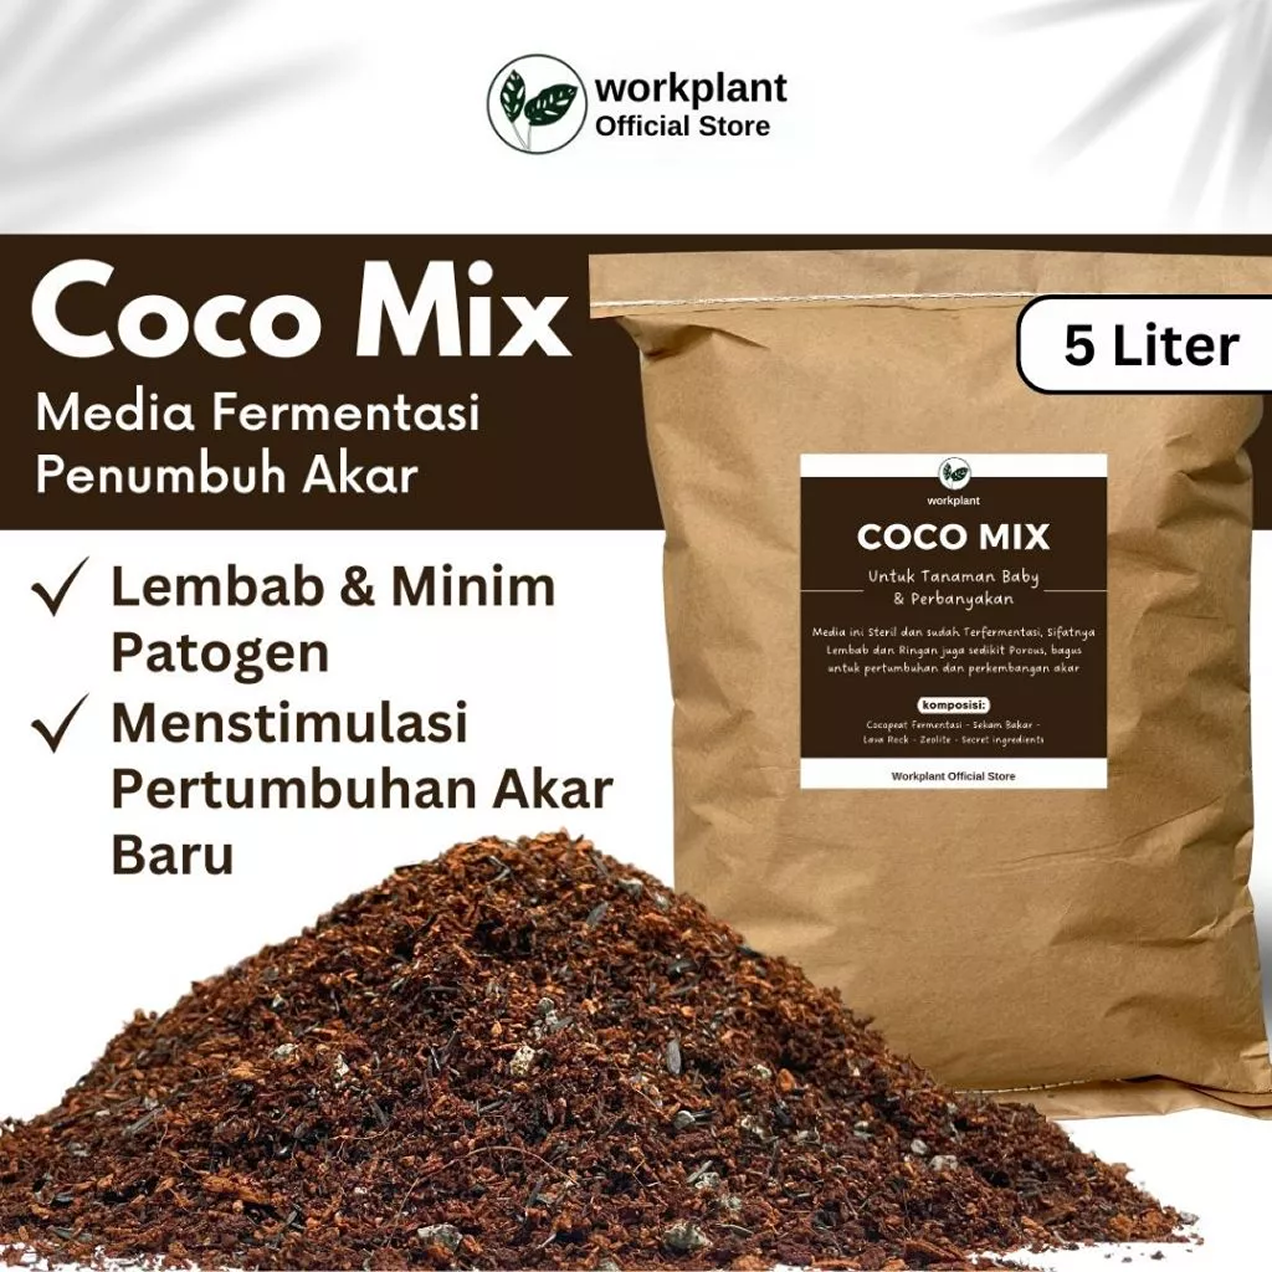 workplant
Official Store
Coco Mix
Media Fermentasi
Penumbuh Akar
5 Liter
Lembab & Minim
Patogen
Menstimulasi
Pertumbuhan Akar
Baru
workplant
COCO MIX
Untuk Tanaman Baby
& Perbanyakan
Media ini Steril dan sudah Terfermentasi, Sifatnya
Lembab dan Ringan juga sedikit Porous, bagus
untuk pertumbuhan dan perkembangan akar
komposisi:
Cocopeat Fermentasi - Sekam Bakar -
Lava Rock - Zeolite - Secret ingredients
Workplant Official Store